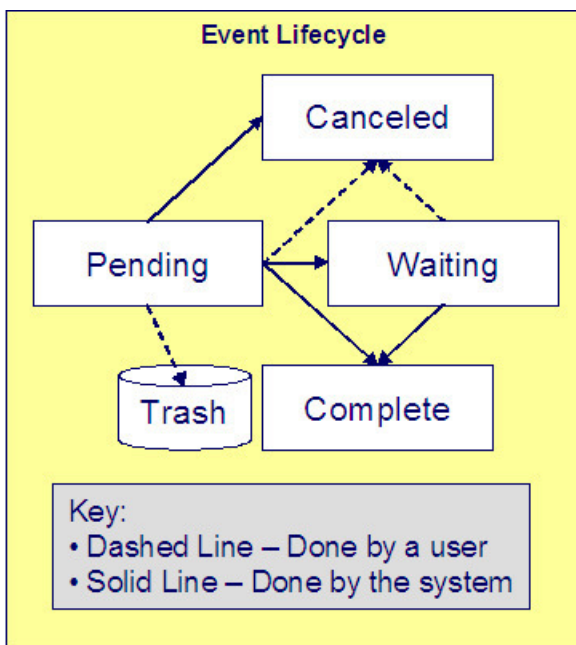 Event Lifecycle
Canceled
Pending
Waiting
Trash
Complete
Key:
• Dashed Line – Done by a user
• Solid Line – Done by the system